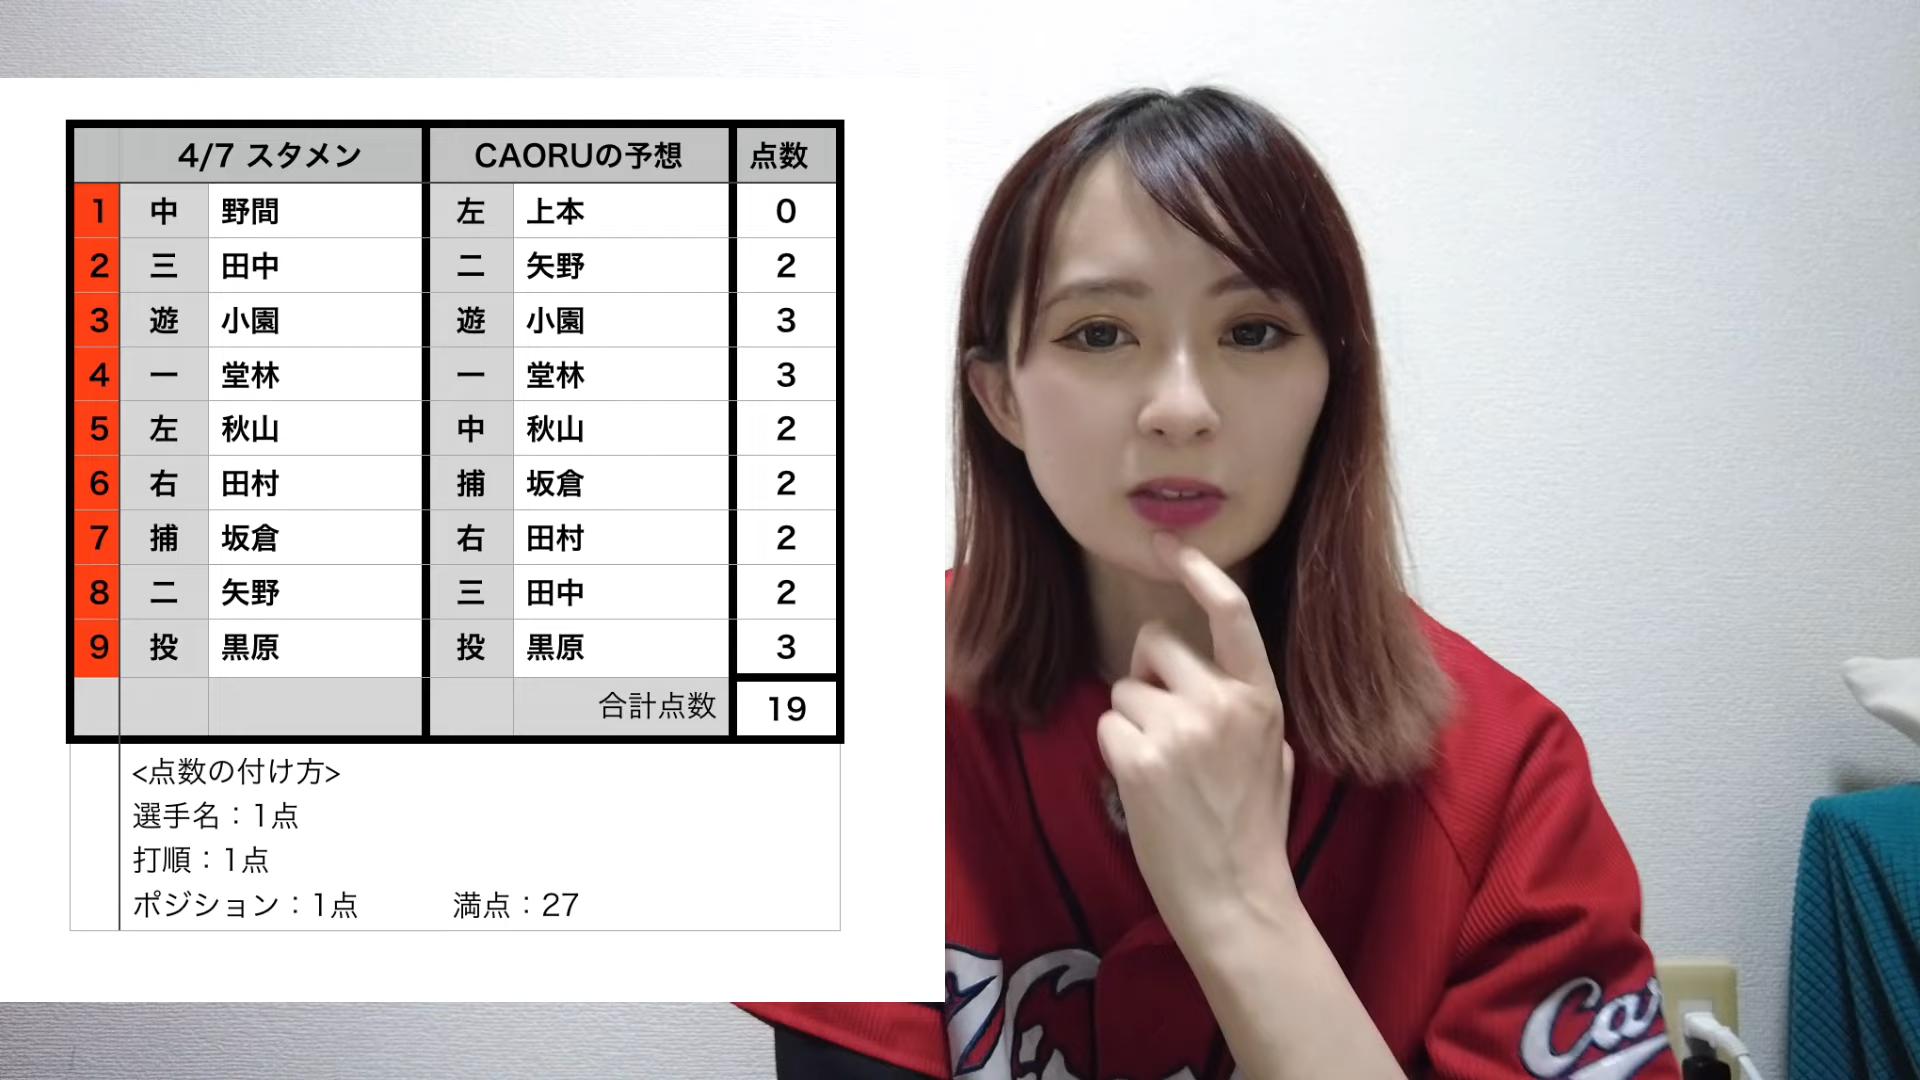 4/7 スタメン CAORUの予想 点数
1 中 野間 左 上本 0
2 三 田中 二 矢野 2
3 遊 小園 遊 小園 3
4 一 堂林 一 堂林 3
5 左 秋山 中 秋山 2
6 右 田村 捕 坂倉 2
7 捕 坂倉 右 田村 2
8 二 矢野 三 田中 2
9 投 黒原 投 黒原 3
合計点数 19
<点数の付け方>
選手名：1点
打順：1点
ポジション：1点 満点：27